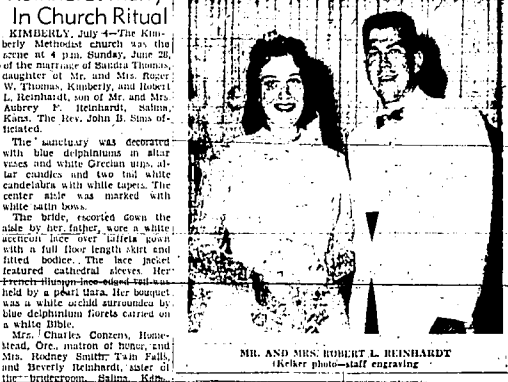 In Church Ritual
KIMBERLY, July 4—The Kim-
berly Methodist church was the
scene at 4 p.m. Sunday, June 28,
of the marriage of Sandra Thomas,
daughter of Mr. and Mrs. Roger
W. Thomas, Kimberly, and Robert
L. Reinhardt, son of Mr. and Mrs.
Aubrey F. Reinhardt, Salina,
Kans. The Rev. John B. Sims of-
ficiated.
The sanctuary was decorated
with blue delphiniums in altar
vases and white Grecian urns, al-
tar candles and two tall white
candelabra with white tapers. The
center aisle was marked with
white satin bows.
The bride, escorted down the
aisle by her father, wore a white
lace over taffeta gown
with a full floor length skirt and
fitted bodice. The lace jacket
featured cathedral sleeves. Her
French illusion lace-edged veil was
held by a pearl tiara. Her bouquet
was a white orchid surrounded by
blue delphinium florets carried on
a white Bible.
Mrs. Charles Conzens, Home-
stead, Ore., matron of honor, and
Mrs. Rodney Smith, Twin Falls,
and Beverly Reinhardt, sister of
the bridegroom, Salina, Kans.,
MR. AND MRS. ROBERT L. REINHARDT
(Kelker photo—staff engraving